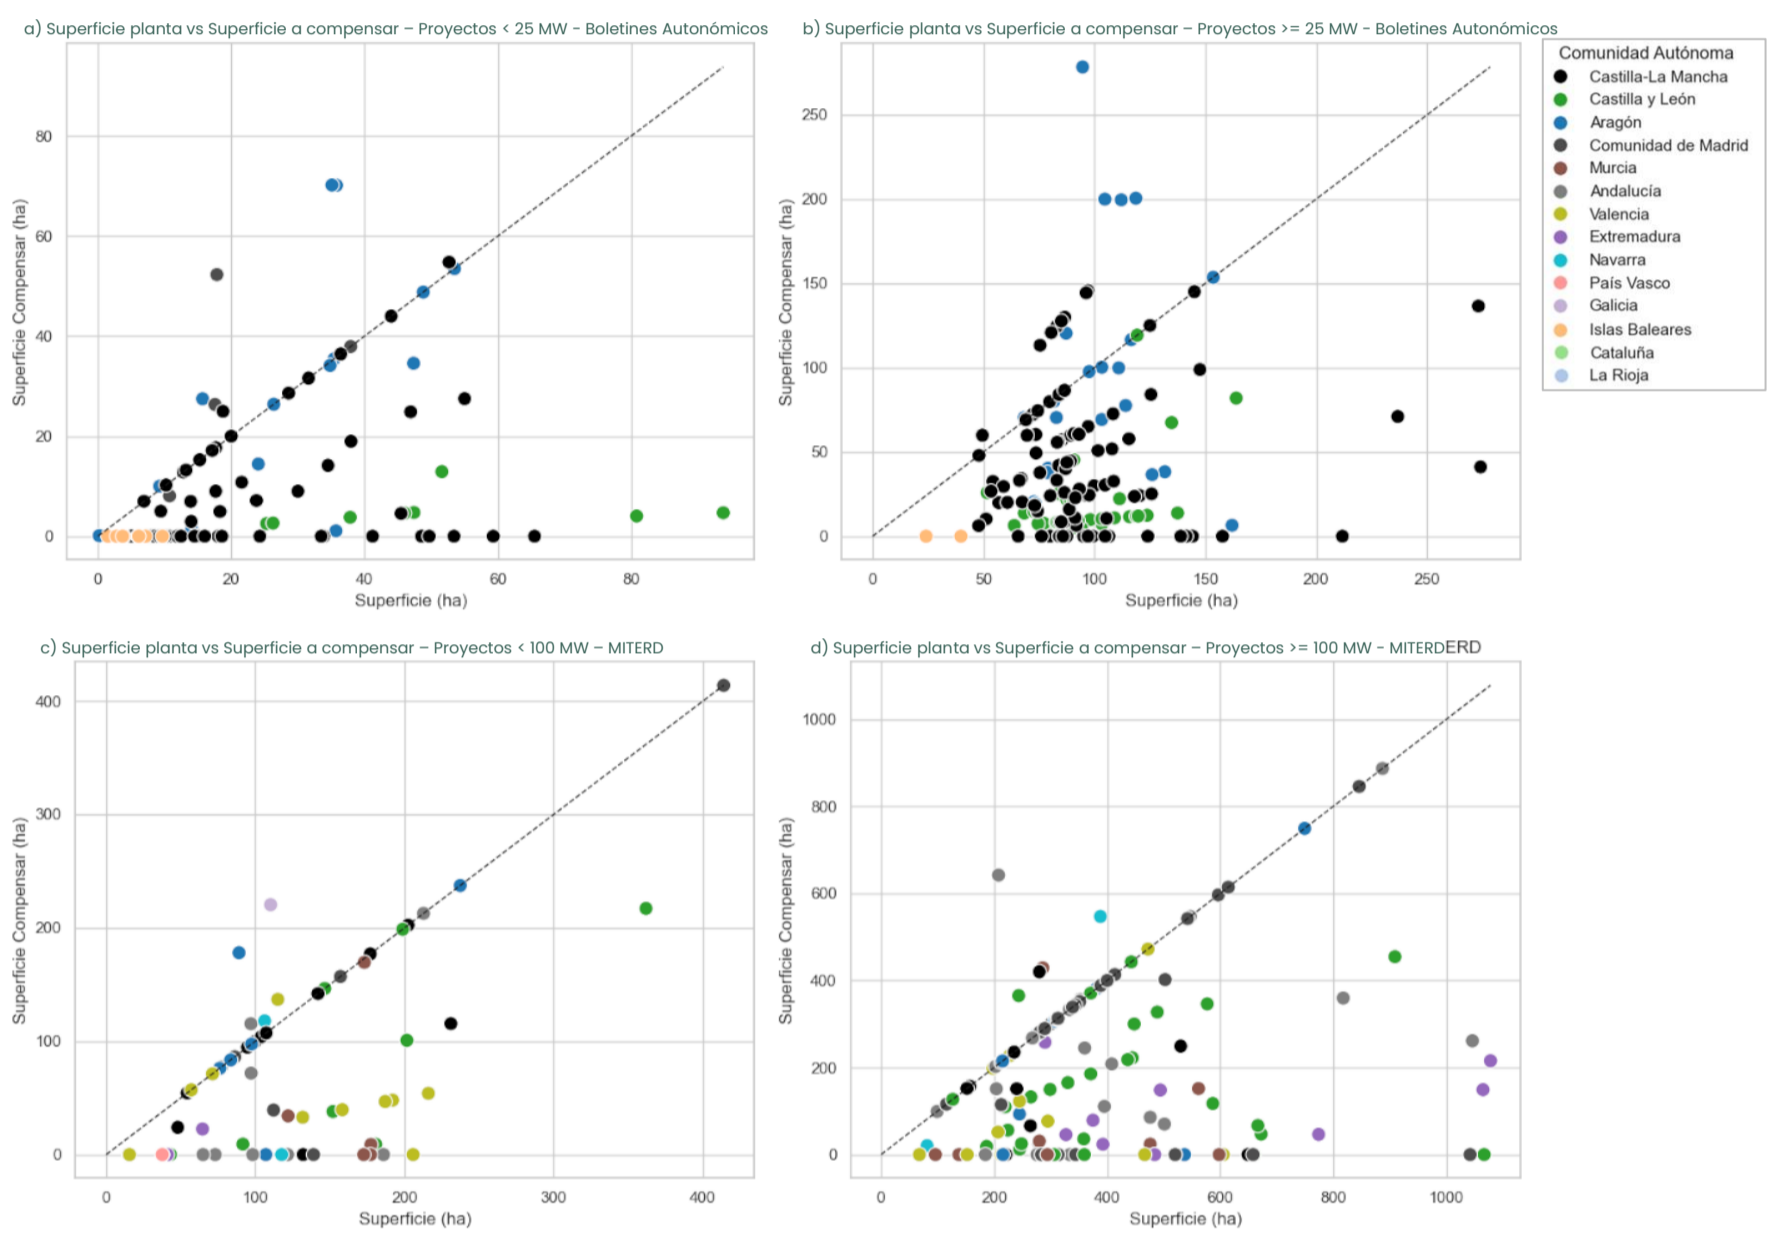 a) Superficie planta vs Superficie a compensar – Proyectos < 25 MW - Boletines Autonómicos
80
60
40
20
0
Superficie Compensar (ha)
0 20 40 60 80
Superficie (ha)
b) Superficie planta vs Superficie a compensar – Proyectos >= 25 MW - Boletines Autonómicos
250
200
150
100
50
0
Superficie Compensar (ha)
0 50 100 150 200 250
Superficie (ha)
Comunidad Autónoma
Castilla-La Mancha
Castilla y León
Aragón
Comunidad de Madrid
Murcia
Andalucía
Valencia
Extremadura
Navarra
País Vasco
Galicia
Islas Baleares
Cataluña
La Rioja
c) Superficie planta vs Superficie a compensar – Proyectos < 100 MW – MITERD
400
300
200
100
0
Superficie Compensar (ha)
0 100 200 300 400
Superficie (ha)
d) Superficie planta vs Superficie a compensar – Proyectos >= 100 MW - MITERDERD
1000
800
600
400
200
0
Superficie Compensar (ha)
0 200 400 600 800 1000
Superficie (ha)